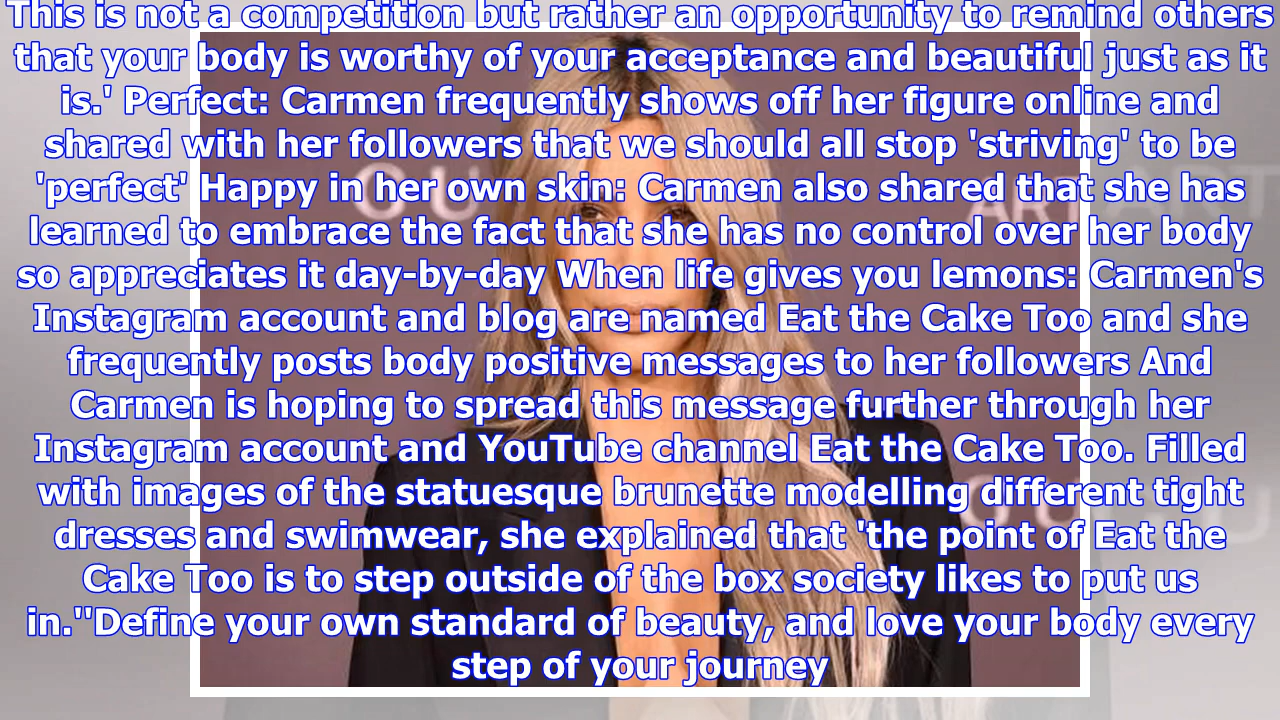 This is not a competition but rather an opportunity to remind others
that your body is worthy of your acceptance and beautiful just as it
is.' Perfect: Carmen frequently shows off her figure online and
shared with her followers that we should all stop 'striving' to be
'perfect' Happy in her own skin: Carmen also shared that she has
learned to embrace the fact that she has no control over her body
so appreciates it day-by-day When life gives you lemons: Carmen's
Instagram account and blog are named Eat the Cake Too and she
frequently posts body positive messages to her followers And
Carmen is hoping to spread this message further through her
Instagram account and YouTube channel Eat the Cake Too. Filled
with images of the statuesque brunette modelling different tight
dresses and swimwear, she explained that 'the point of Eat the
Cake Too is to step outside of the box society likes to put us
in.''Define your own standard of beauty, and love your body every
step of your journey